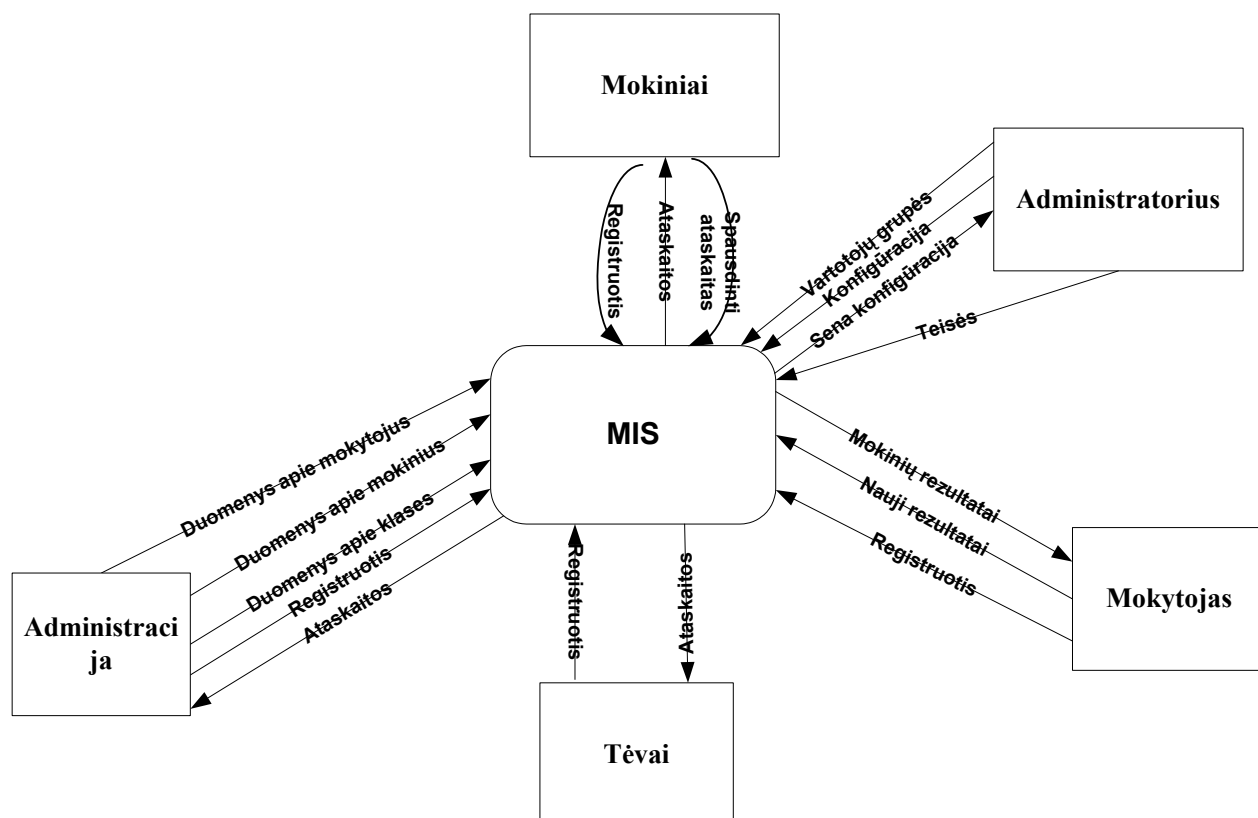 Mokiniai
Administratorius
Registruotis
Ataskaitos
Spausdinti
ataskaitas
Vartotojų grupės
Konfigūracija
Sena konfigūracija
Teisės
MIS
Duomenys apie mokytojus
Duomenys apie mokinius
Duomenys apie klases
Registruotis
Ataskaitos
Mokinių rezultatai
Nauji rezultatai
Registruotis
Registruotis
Ataskaitos
Administraci
ja
Mokytojas
Tėvai